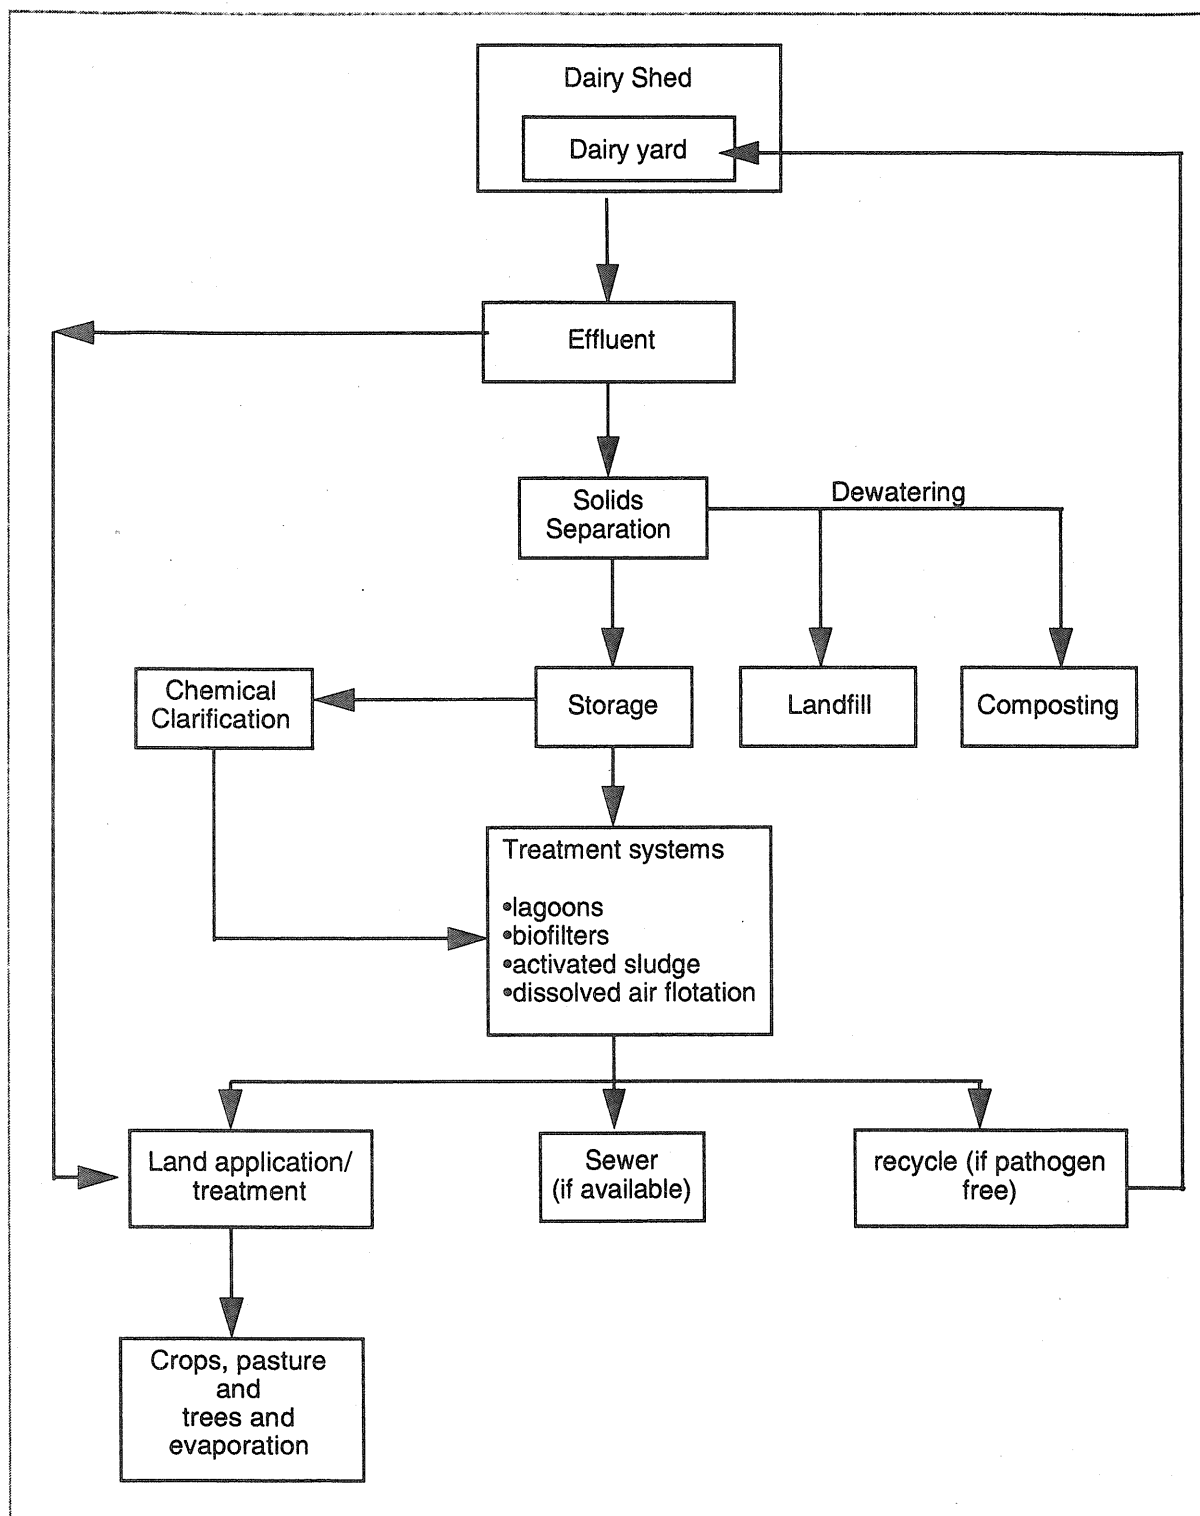 Dairy Shed
Dairy yard
Effluent
Solids
Separation
Dewatering
Chemical
Clarification
Storage
Landfill
Composting
Treatment systems
•lagoons
•biofilters
•activated sludge
•dissolved air flotation
Land application/
treatment
Sewer
(if available)
recycle (if pathogen
free)
Crops, pasture
and
trees and
evaporation